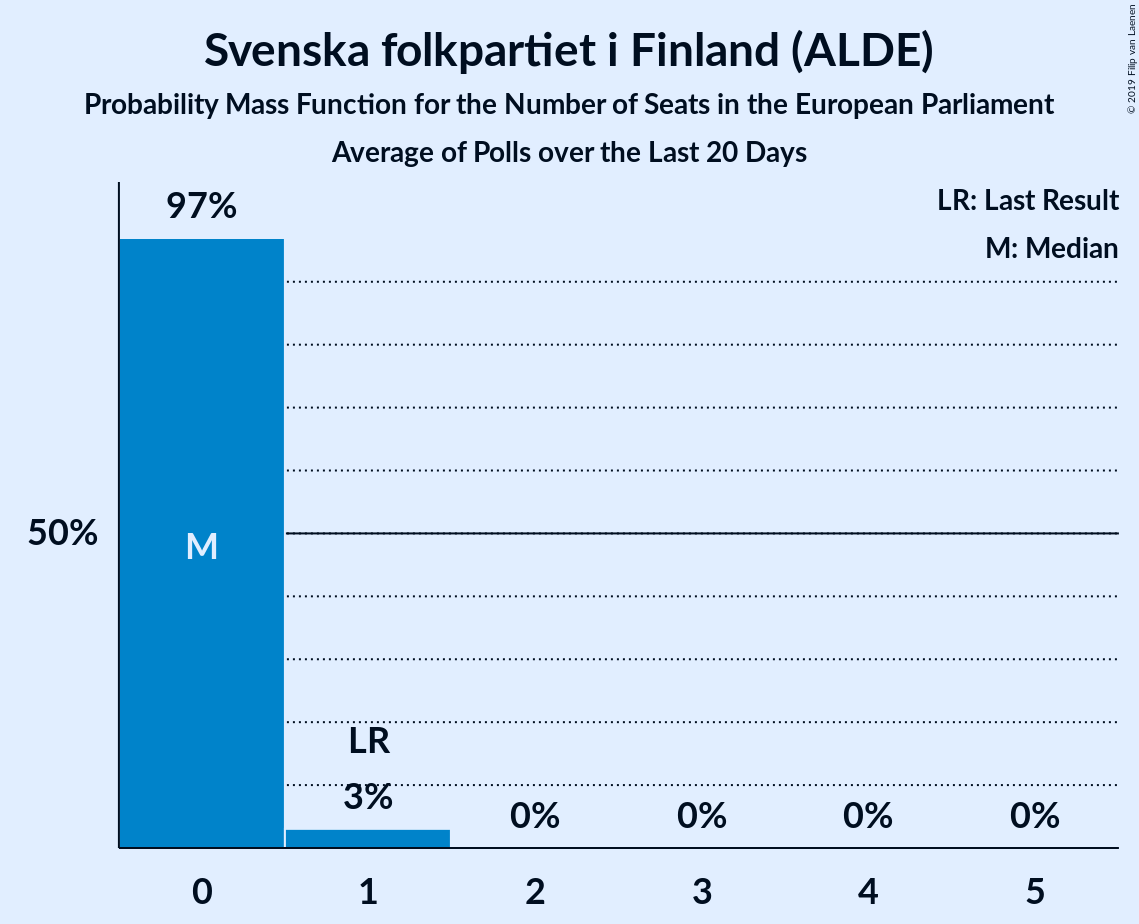 Svenska folkpartiet i Finland (ALDE)
Probability Mass Function for the Number of Seats in the European Parliament
Average of Polls over the Last 20 Days
© 2019 Filip van Laenen
LR: Last Result
M: Median
97%
50%
M
LR
3%
0%
0%
0%
0%
0
1
2
3
4
5